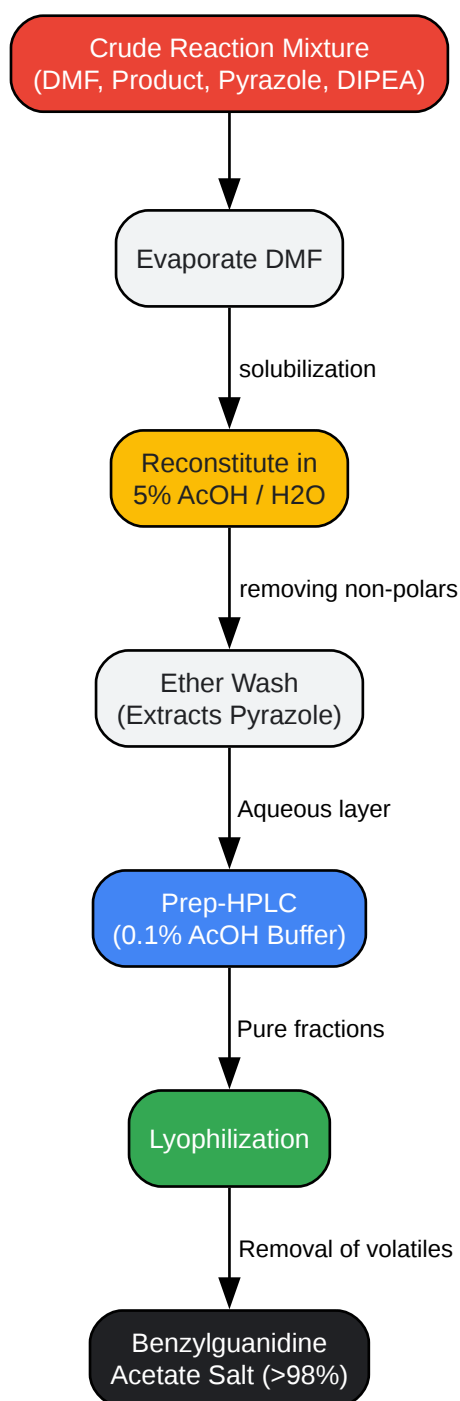 Crude Reaction Mixture
(DMF, Product, Pyrazole, DIPEA)
Evaporate DMF
solubilization
Reconstitute in
5% AcOH / H2O
removing non-polars
Ether Wash
(Extracts Pyrazole)
Aqueous layer
Prep-HPLC
(0.1% AcOH Buffer)
Pure fractions
Lyophilization
Removal of volatiles
Benzylguanidine
Acetate Salt (>98%)